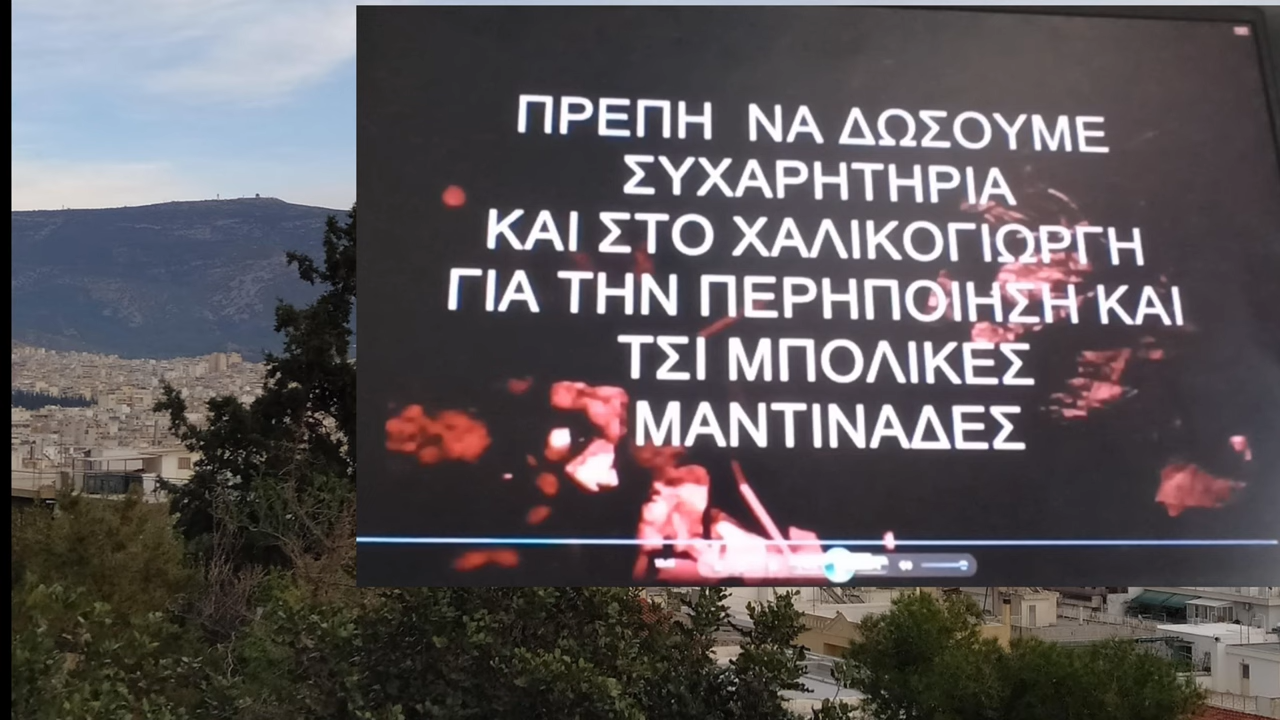 ΠΡΕΠΗ ΝΑ ΔΩΣΟΥΜΕ
ΣΥΧΑΡΗΤΗΡΙΑ
ΚΑΙ ΣΤΟ ΧΑΛΙΚΟΓΙΩΡΓΗ
ΓΙΑ ΤΗΝ ΠΕΡΗΠΟΙΗΣΗ ΚΑΙ
ΤΣΙ ΜΠΟΛΙΚΕΣ
ΜΑΝΤΙΝΑΔΕΣ